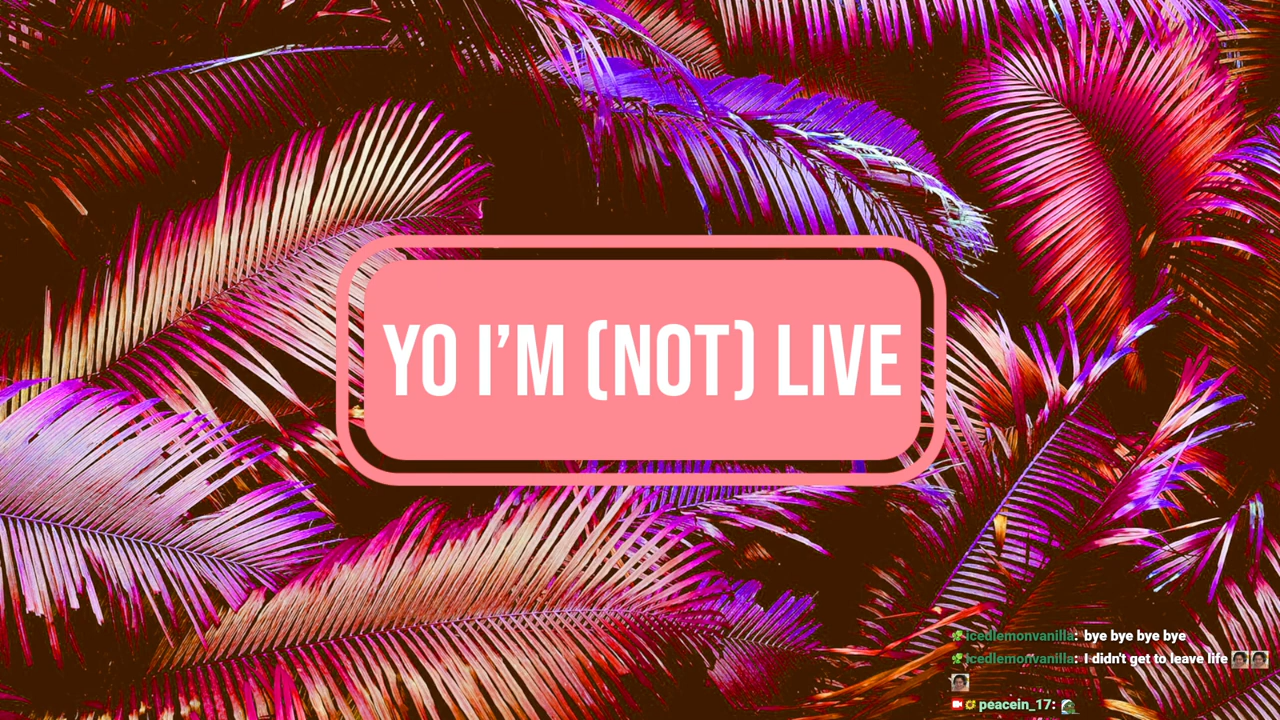 YO I’M (NOT) LIVE
icedlemonvanilla: bye bye bye bye
icedlemonvanilla: I didn't get to leave life
peacein_17: